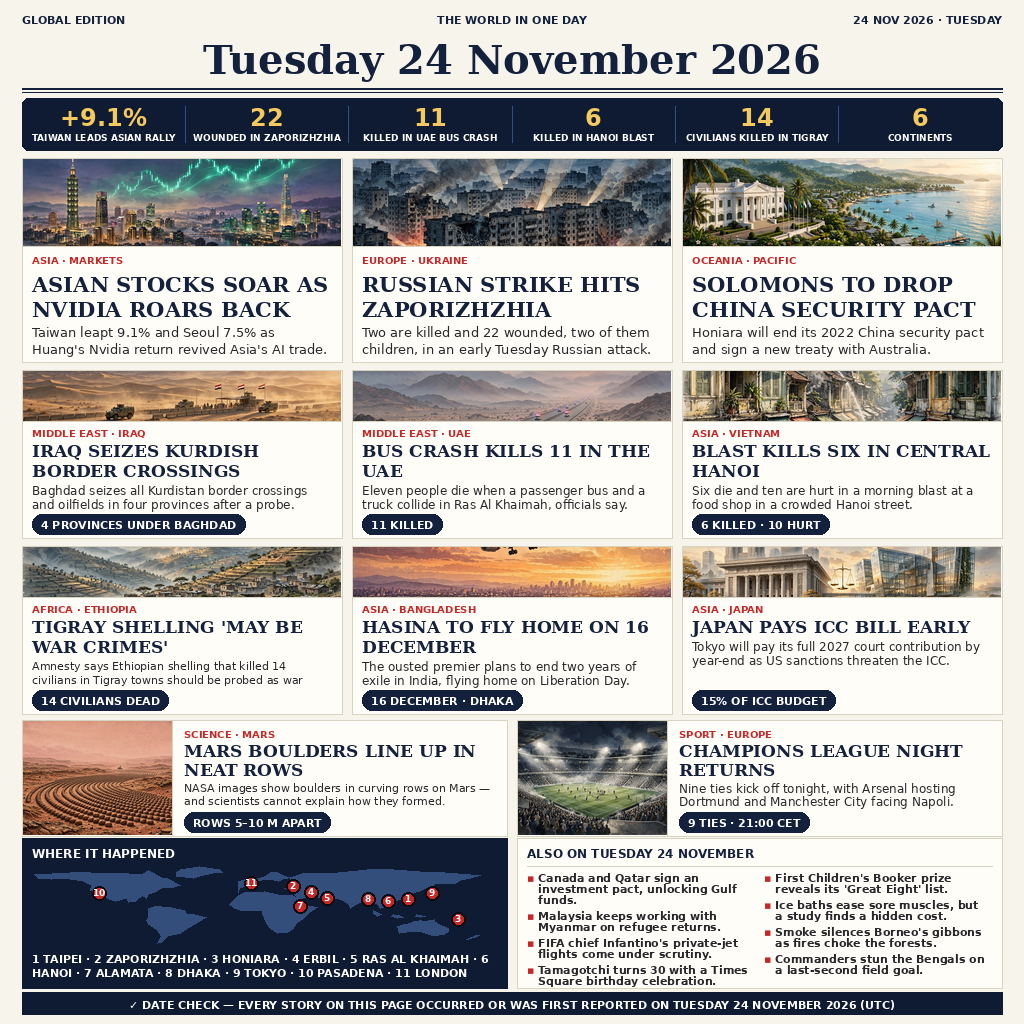 GLOBAL EDITION
THE WORLD IN ONE DAY
24 NOV 2026 · TUESDAY
Tuesday 24 November 2026
+9.1%
TAIWAN LEADS ASIAN RALLY
22
WOUNDED IN ZAPORIZHZHIA
11
KILLED IN UAE BUS CRASH
6
KILLED IN HANOI BLAST
14
CIVILIANS KILLED IN TIGRAY
6
CONTINENTS
ASIA · MARKETS
ASIAN STOCKS SOAR AS
NVIDIA ROARS BACK
Taiwan leapt 9.1% and Seoul 7.5% as
Huang's Nvidia return revived Asia's AI trade.
EUROPE · UKRAINE
RUSSIAN STRIKE HITS
ZAPORIZHZHIA
Two are killed and 22 wounded, two of them
children, in an early Tuesday Russian attack.
OCEANIA · PACIFIC
SOLOMONS TO DROP
CHINA SECURITY PACT
Honiara will end its 2022 China security pact
and sign a new treaty with Australia.
MIDDLE EAST · IRAQ
IRAQ SEIZES KURDISH
BORDER CROSSINGS
Baghdad seizes all Kurdistan border crossings
and oilfields in four provinces after a probe.
4 PROVINCES UNDER BAGHDAD
MIDDLE EAST · UAE
BUS CRASH KILLS 11 IN THE
UAE
Eleven people die when a passenger bus and a
truck collide in Ras Al Khaimah, officials say.
11 KILLED
ASIA · VIETNAM
BLAST KILLS SIX IN CENTRAL
HANOI
Six die and ten are hurt in a morning blast at a
food shop in a crowded Hanoi street.
6 KILLED · 10 HURT
AFRICA · ETHIOPIA
TIGRAY SHELLING 'MAY BE
WAR CRIMES'
Amnesty says Ethiopian shelling that killed 14
civilians in Tigray towns should be probed as war
14 CIVILIANS DEAD
ASIA · BANGLADESH
HASINA TO FLY HOME ON 16
DECEMBER
The ousted premier plans to end two years of
exile in India, flying home on Liberation Day.
16 DECEMBER · DHAKA
ASIA · JAPAN
JAPAN PAYS ICC BILL EARLY
Tokyo will pay its full 2027 court contribution by
year-end as US sanctions threaten the ICC.
15% OF ICC BUDGET
SCIENCE · MARS
MARS BOULDERS LINE UP IN
NEAT ROWS
NASA images show boulders in curving rows on Mars —
and scientists cannot explain how they formed.
ROWS 5–10 M APART
SPORT · EUROPE
CHAMPIONS LEAGUE NIGHT
RETURNS
Nine ties kick off tonight, with Arsenal hosting
Dortmund and Manchester City facing Napoli.
9 TIES · 21:00 CET
WHERE IT HAPPENED
10
11
2
4
5
7
8
6
1
9
3
1 TAIPEI · 2 ZAPORIZHZHIA · 3 HONIARA · 4 ERBIL · 5 RAS AL KHAIMAH · 6
HANOI · 7 ALAMATA · 8 DHAKA · 9 TOKYO · 10 PASADENA · 11 LONDON
ALSO ON TUESDAY 24 NOVEMBER
▪ Canada and Qatar sign an
investment pact, unlocking Gulf
funds.
▪ Malaysia keeps working with
Myanmar on refugee returns.
▪ FIFA chief Infantino's private-jet
flights come under scrutiny.
▪ Tamagotchi turns 30 with a Times
Square birthday celebration.
▪ First Children's Booker prize
reveals its 'Great Eight' list.
▪ Ice baths ease sore muscles, but
a study finds a hidden cost.
▪ Smoke silences Borneo's gibbons
as fires choke the forests.
▪ Commanders stun the Bengals on
a last-second field goal.
✓ DATE CHECK — EVERY STORY ON THIS PAGE OCCURRED OR WAS FIRST REPORTED ON TUESDAY 24 NOVEMBER 2026 (UTC)